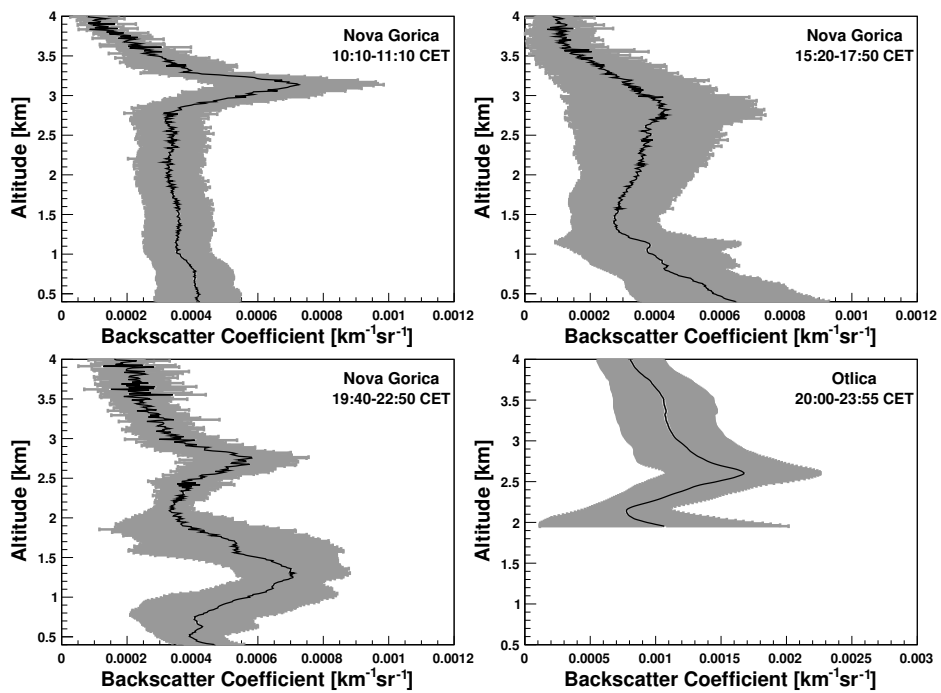 4
3.5
3
2.5
2
1.5
1
0.5
Altitude [km]
Nova Gorica
10:10-11:10 CET
0 0.0002 0.0004 0.0006 0.0008 0.001 0.0012
Backscatter Coefficient [km-1sr-1]
4
3.5
3
2.5
2
1.5
1
0.5
Altitude [km]
Nova Gorica
15:20-17:50 CET
0 0.0002 0.0004 0.0006 0.0008 0.001 0.0012
Backscatter Coefficient [km-1sr-1]
4
3.5
3
2.5
2
1.5
1
0.5
Altitude [km]
Nova Gorica
19:40-22:50 CET
0 0.0002 0.0004 0.0006 0.0008 0.001 0.0012
Backscatter Coefficient [km-1sr-1]
4
3.5
3
2.5
2
1.5
1
0.5
Altitude [km]
Otlica
20:00-23:55 CET
0 0.0005 0.001 0.0015 0.002 0.0025 0.003
Backscatter Coefficient [km-1sr-1]